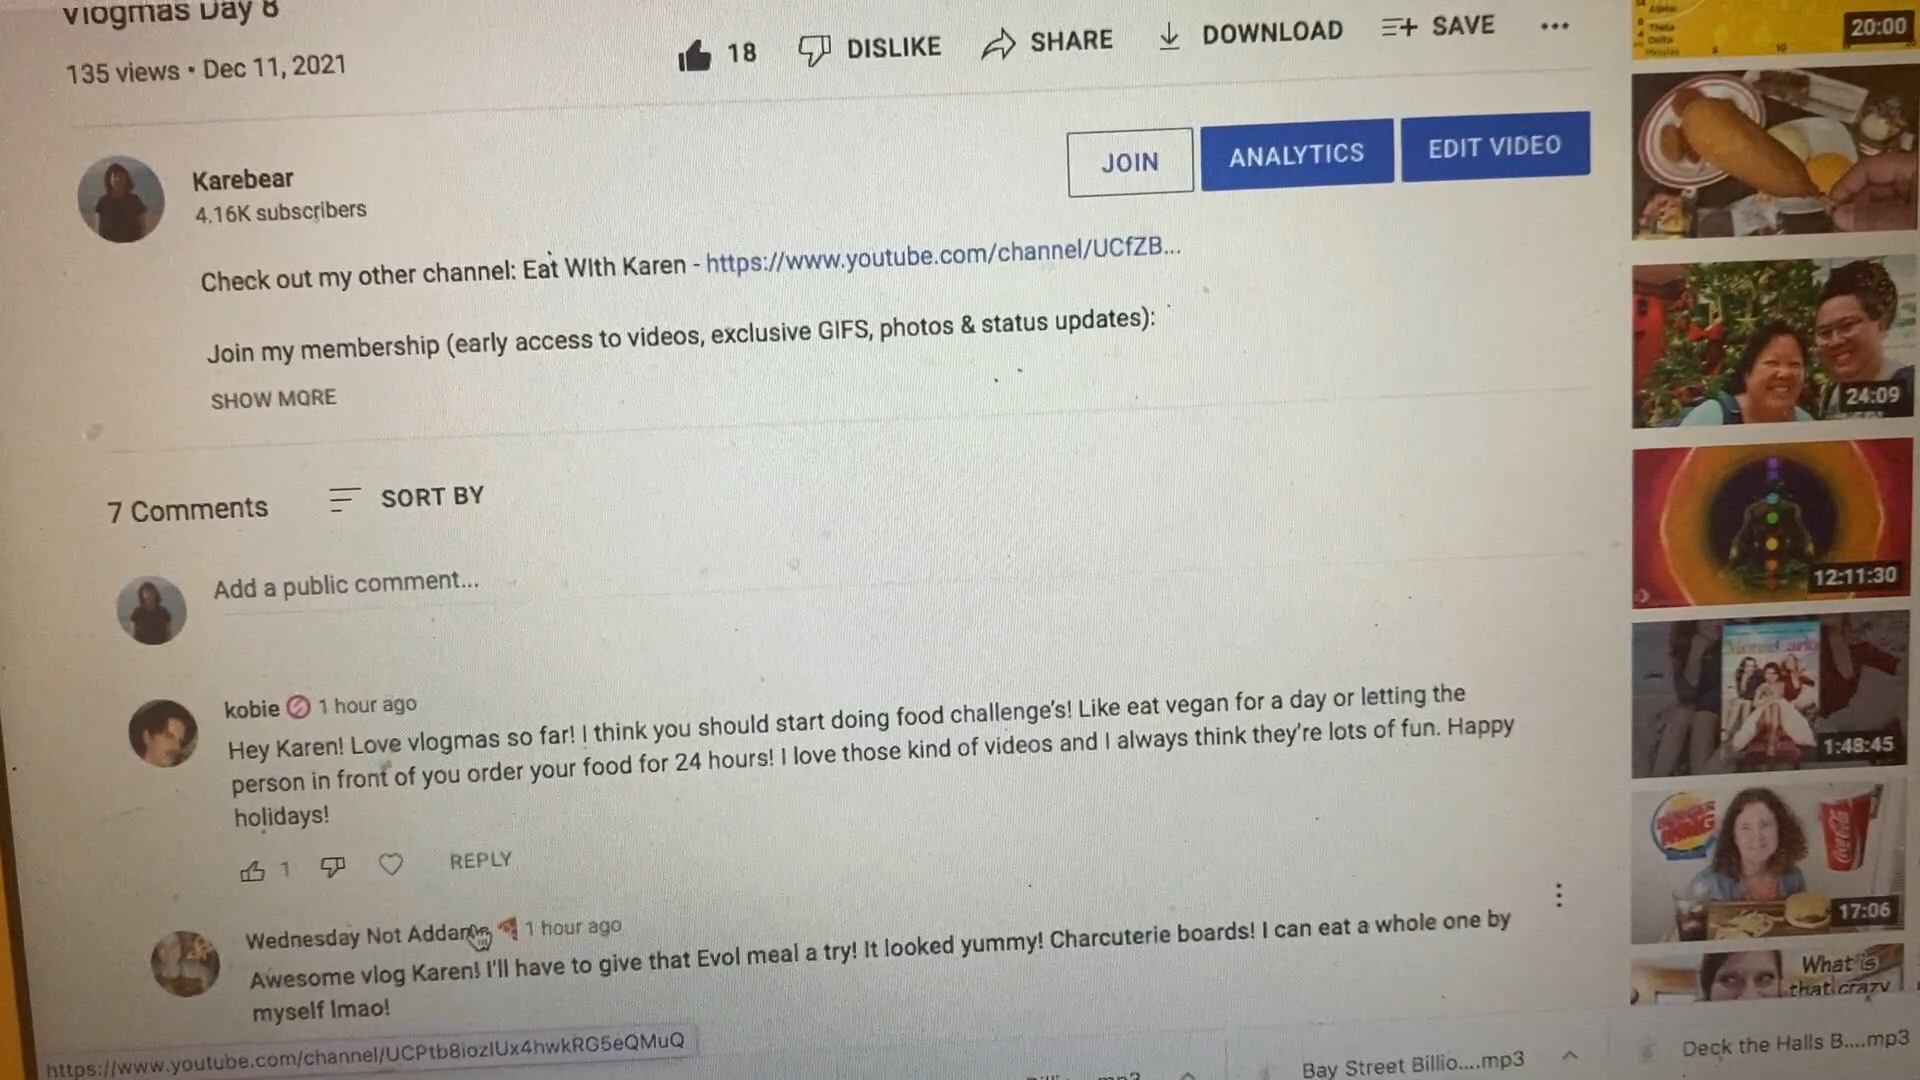 Vlogmas Day 8
135 views • Dec 11, 2021
18 DISLIKE SHARE DOWNLOAD SAVE
JOIN ANALYTICS EDIT VIDEO
Karebear
4.16K subscribers
Check out my other channel: Eat WIth Karen - https://www.youtube.com/channel/UCfZB...
Join my membership (early access to videos, exclusive GIFS, photos & status updates):
SHOW MORE
7 Comments SORT BY
Add a public comment...
kobie 1 hour ago
Hey Karen! Love vlogmas so far! I think you should start doing food challenge's! Like eat vegan for a day or letting the
person in front of you order your food for 24 hours! I love those kind of videos and I always think they're lots of fun. Happy
holidays!
1 REPLY
Wednesday Not 1 hour ago
Awesome vlog Karen! I'll have to give that Evol meal a try! It looked yummy! Charcuterie boards! I can eat a whole one by
myself lmao!
https://www.youtube.com/channel/UCPtb8iozIUx4hwkRG5eQMuQ
Bay Street Billio....mp3
Deck the Halls B....mp3
20:00
24:09
12:11:30
Monte Carlo
1:48:45
BURGER KING
Coca-Cola
17:06
What is
that crazy